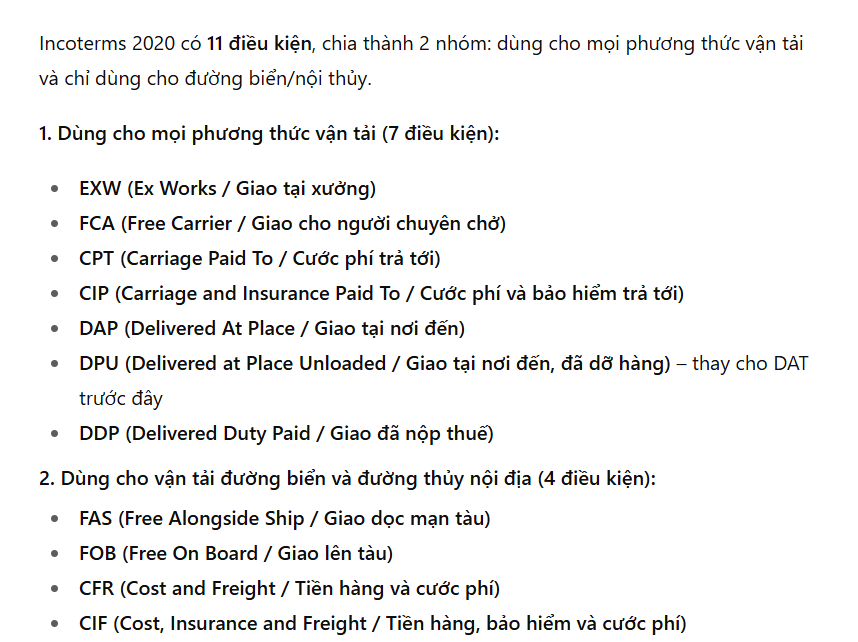 Incoterms 2020 có 11 điều kiện, chia thành 2 nhóm: dùng cho mọi phương thức vận tải
và chỉ dùng cho đường biển/nội thủy.
1. Dùng cho mọi phương thức vận tải (7 điều kiện):
• EXW (Ex Works / Giao tại xưởng)
• FCA (Free Carrier / Giao cho người chuyên chở)
• CPT (Carriage Paid To / Cước phí trả tới)
• CIP (Carriage and Insurance Paid To / Cước phí và bảo hiểm trả tới)
• DAP (Delivered At Place / Giao tại nơi đến)
• DPU (Delivered at Place Unloaded / Giao tại nơi đến, đã dỡ hàng) – thay cho DAT
trước đây
• DDP (Delivered Duty Paid / Giao đã nộp thuế)
2. Dùng cho vận tải đường biển và đường thủy nội địa (4 điều kiện):
• FAS (Free Alongside Ship / Giao dọc mạn tàu)
• FOB (Free On Board / Giao lên tàu)
• CFR (Cost and Freight / Tiền hàng và cước phí)
• CIF (Cost, Insurance and Freight / Tiền hàng, bảo hiểm và cước phí)